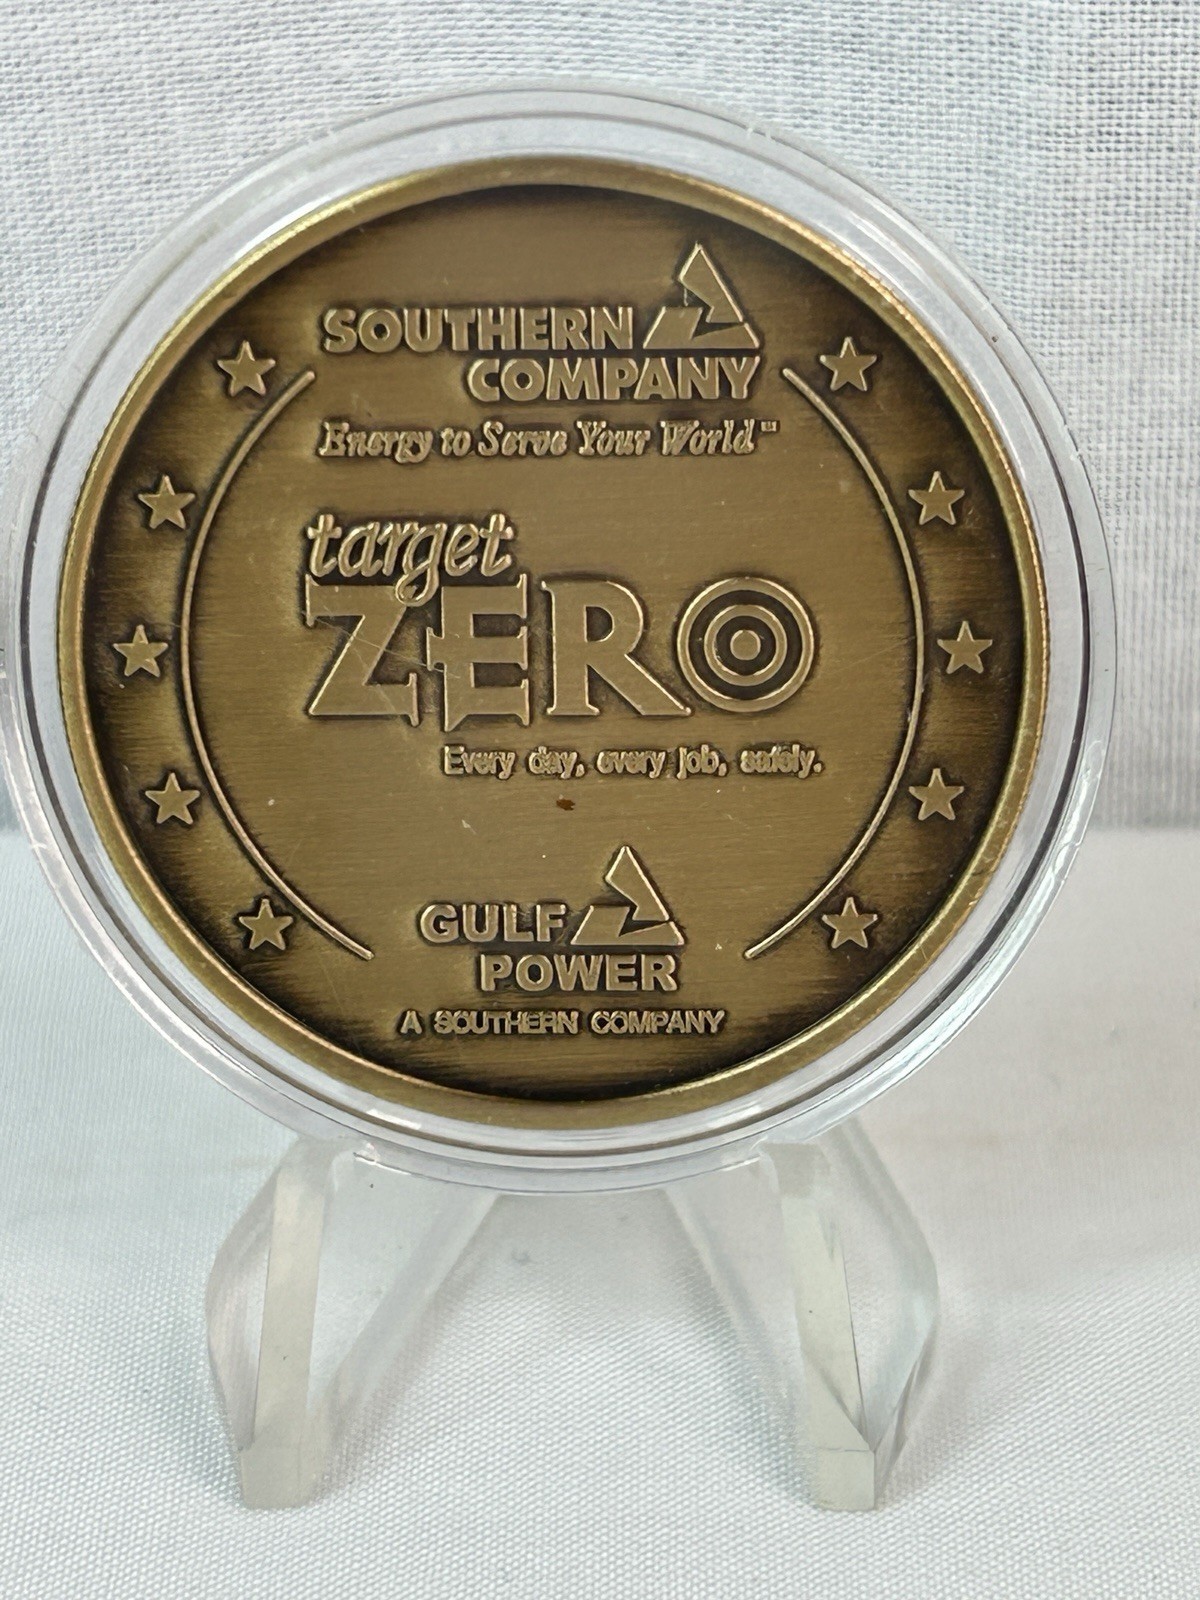 SOUTHERN
COMPANY
Energy to Serve Your World™
target
ZERO
Every day, every job, safely.
GULF
POWER
A SOUTHERN COMPANY